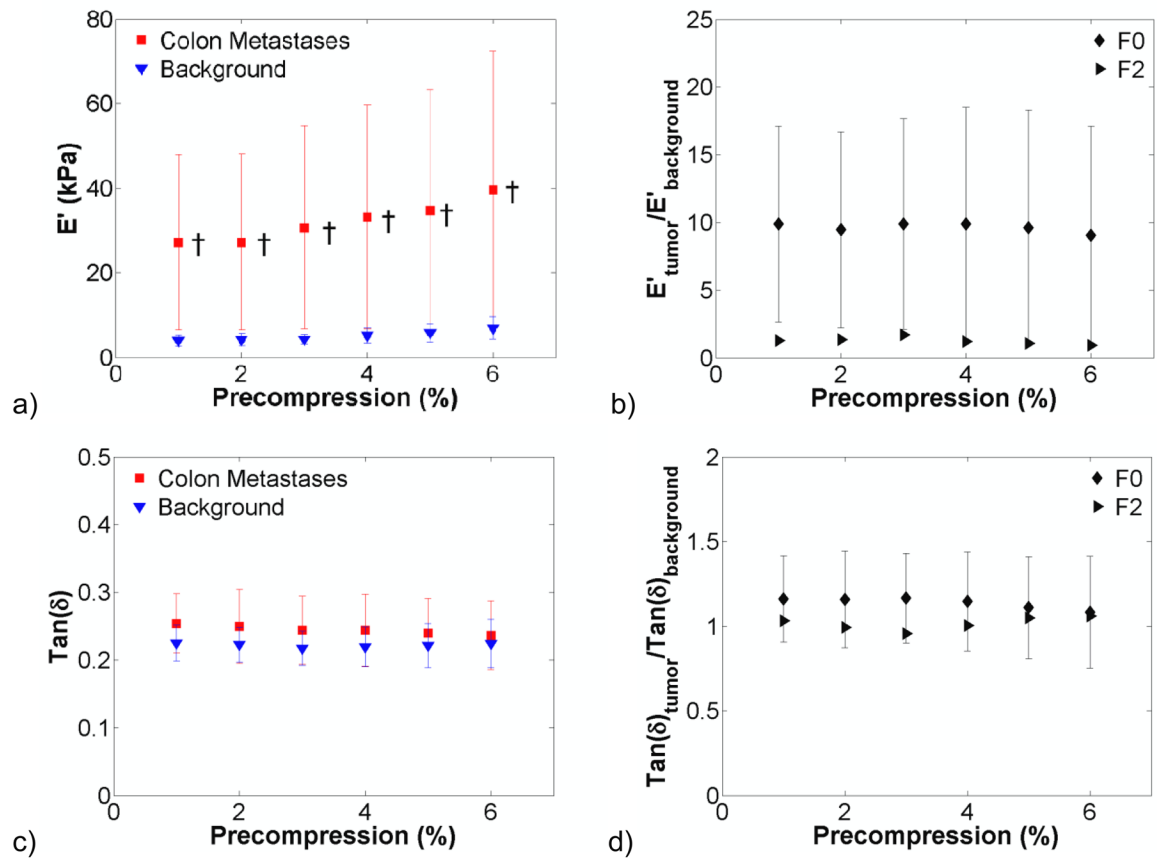 80
60
40
20
0
E' (kPa)
Colon Metastases
Background
† † † † † †
0 2 4 6
Precompression (%)
a)
25
20
15
10
5
0
E'tumor/E'background
F0
F2
0 2 4 6
Precompression (%)
b)
0.5
0.4
0.3
0.2
0.1
0
Tan(δ)
Colon Metastases
Background
0 2 4 6
Precompression (%)
c)
2
1.5
1
0.5
0
Tan(δ)tumor/Tan(δ)background
F0
F2
0 2 4 6
Precompression (%)
d)